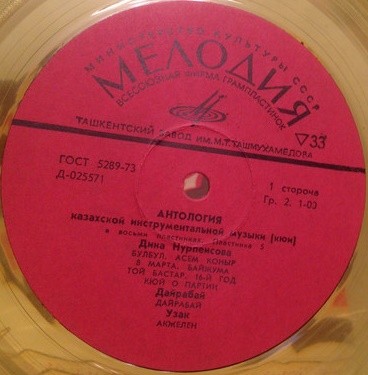 МИНИСТЕРСТВО КУЛЬТУРЫ СССР
МЕЛОДИЯ
ВСЕСОЮЗНАЯ ФИРМА ГРАМПЛАСТИНОК
33
ТАШКЕНТСКИЙ ЗАВОД ИМ. М.Т. ТАШМУХАМЕДОВА
ГОСТ 5289-73
Д-025571
1 сторона
Гр. 2. 1-03
АНТОЛОГИЯ
казахской инструментальной музыки (кюи)
в восьми пластинках. Пластинка 5
Дина Нурпеисова
БУЛБУЛ, АСЕМ КОНЫР
8 МАРТА, БАЙЖУМА
ТОЙ БАСТАР, 16-Й ГОД
КЮЙ О ПАРТИИ
Дайрабай
ДАЙРАБАЙ
Узак
АКЖЕЛЕН